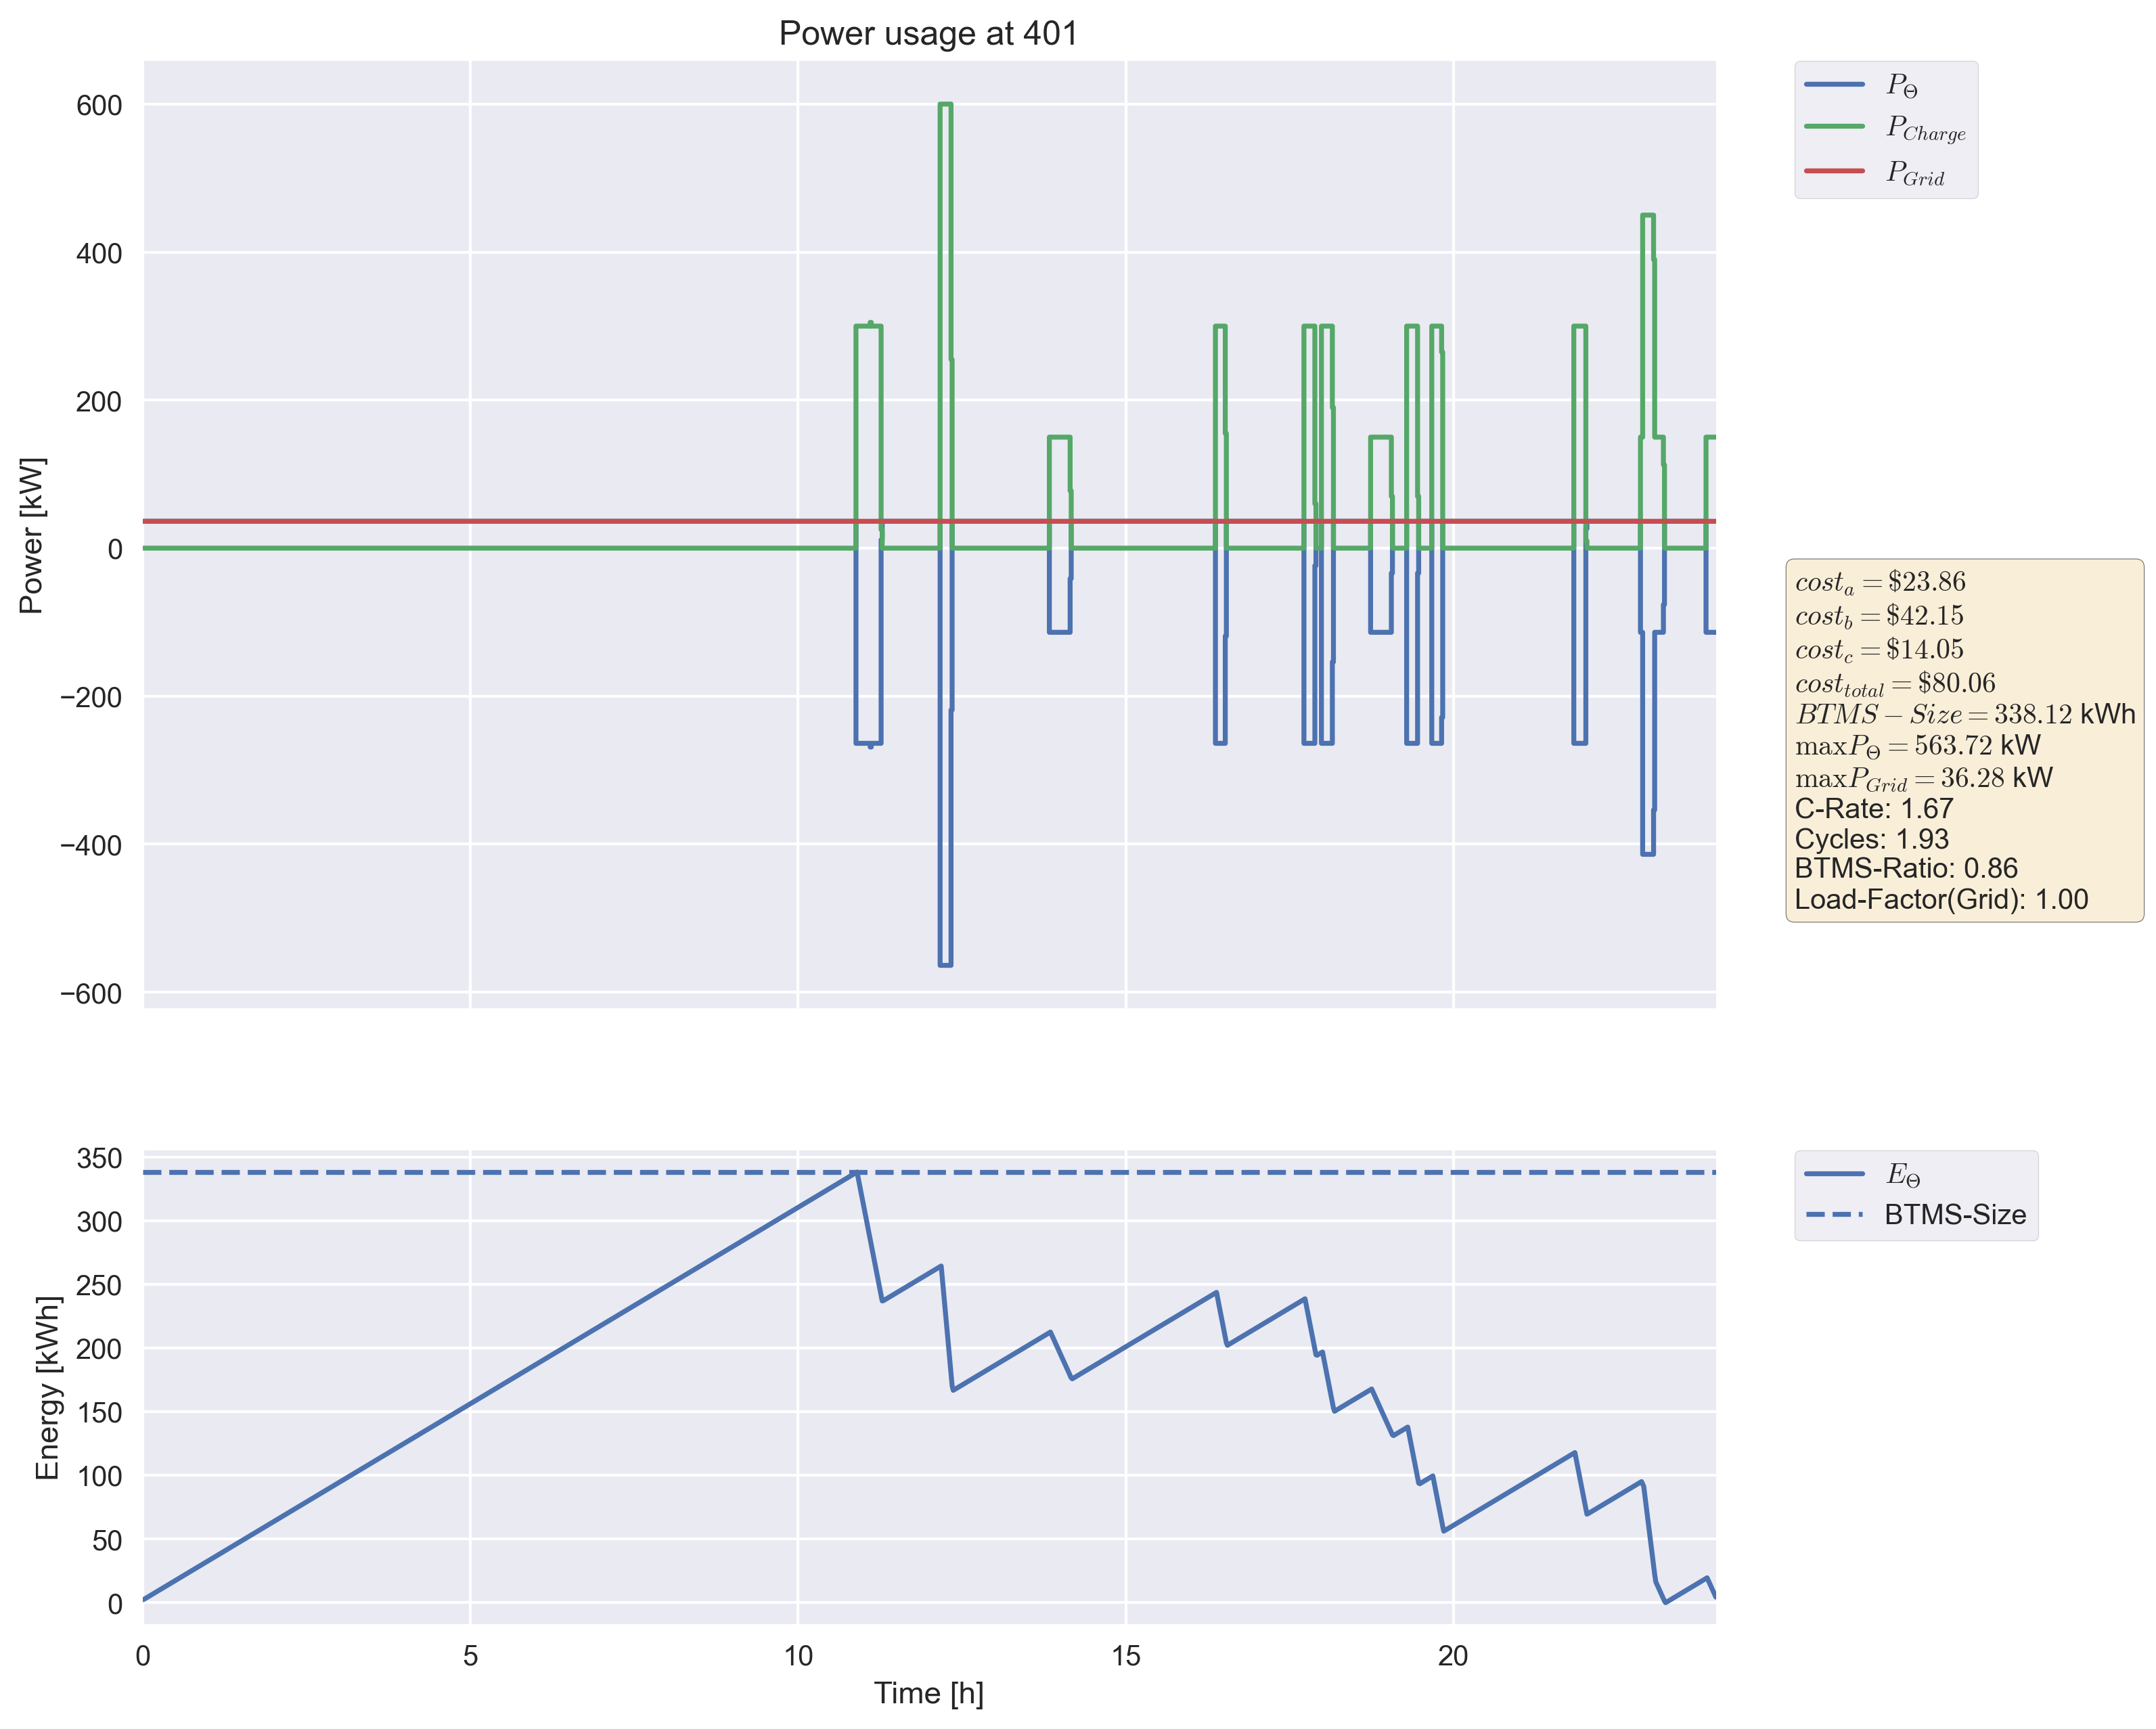 Power usage at 401
600
400
200
0
−200
−400
−600
Power [kW]
P_Θ
P_Charge
P_Grid
cost_a = $23.86
cost_b = $42.15
cost_c = $14.05
cost_total = $80.06
BTMS − Size = 338.12 kWh
max P_Θ = 563.72 kW
max P_Grid = 36.28 kW
C-Rate: 1.67
Cycles: 1.93
BTMS-Ratio: 0.86
Load-Factor(Grid): 1.00
350
300
250
200
150
100
50
0
Energy [kWh]
E_Θ
BTMS-Size
0 5 10 15 20
Time [h]